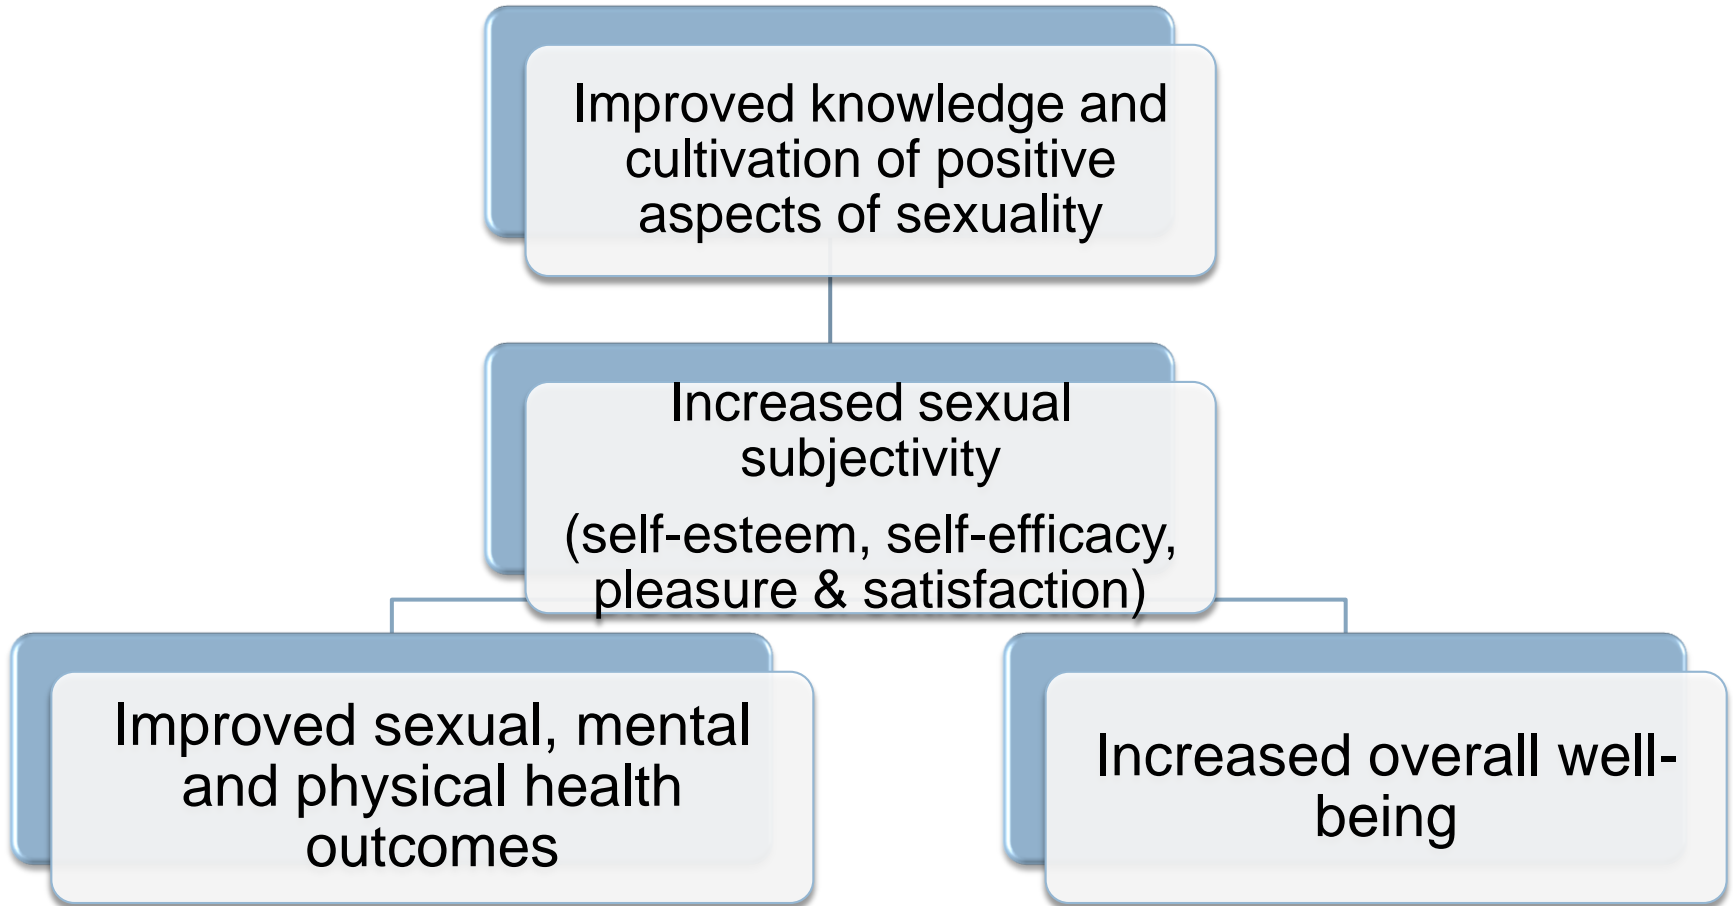 Improved knowledge and
cultivation of positive
aspects of sexuality
Increased sexual
subjectivity
(self-esteem, self-efficacy,
pleasure & satisfaction)
Improved sexual, mental
and physical health
outcomes
Increased overall well-
being